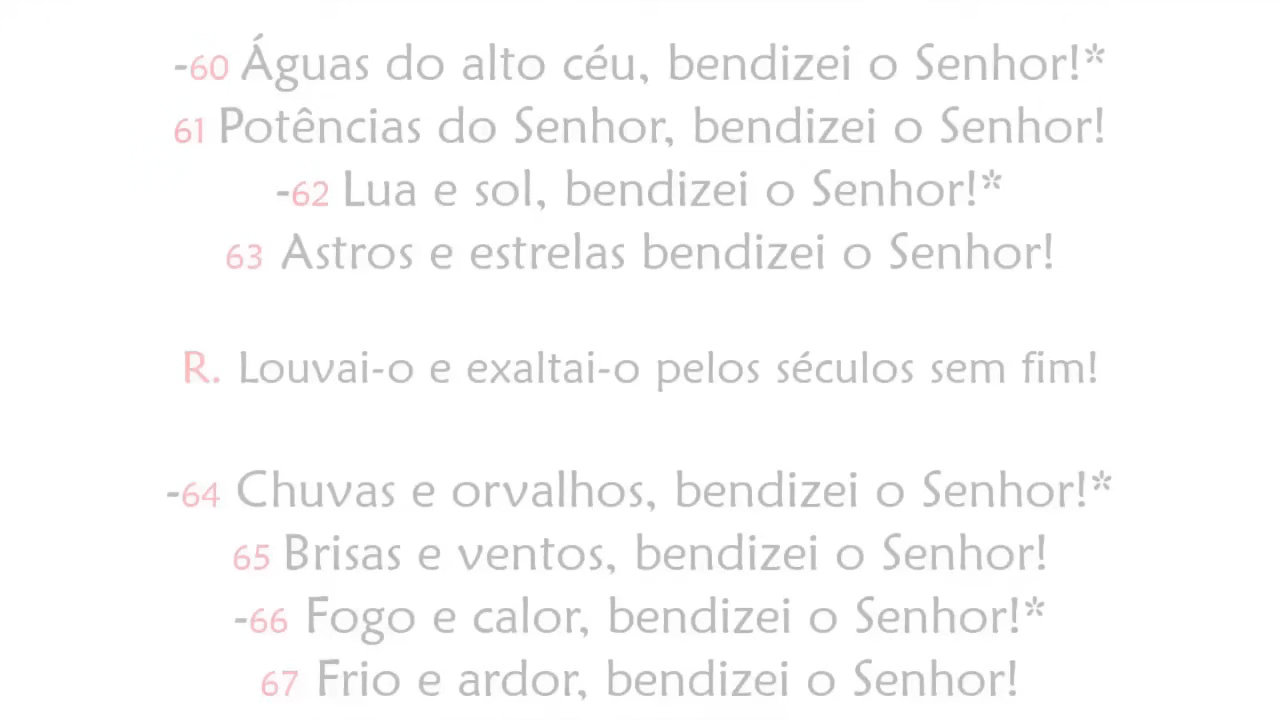 -60 Águas do alto céu, bendizei o Senhor!*
61 Potências do Senhor, bendizei o Senhor!
-62 Lua e sol, bendizei o Senhor!*
63 Astros e estrelas bendizei o Senhor!
R. Louvai-o e exaltai-o pelos séculos sem fim!
-64 Chuvas e orvalhos, bendizei o Senhor!*
65 Brisas e ventos, bendizei o Senhor!
-66 Fogo e calor, bendizei o Senhor!*
67 Frio e ardor, bendizei o Senhor!